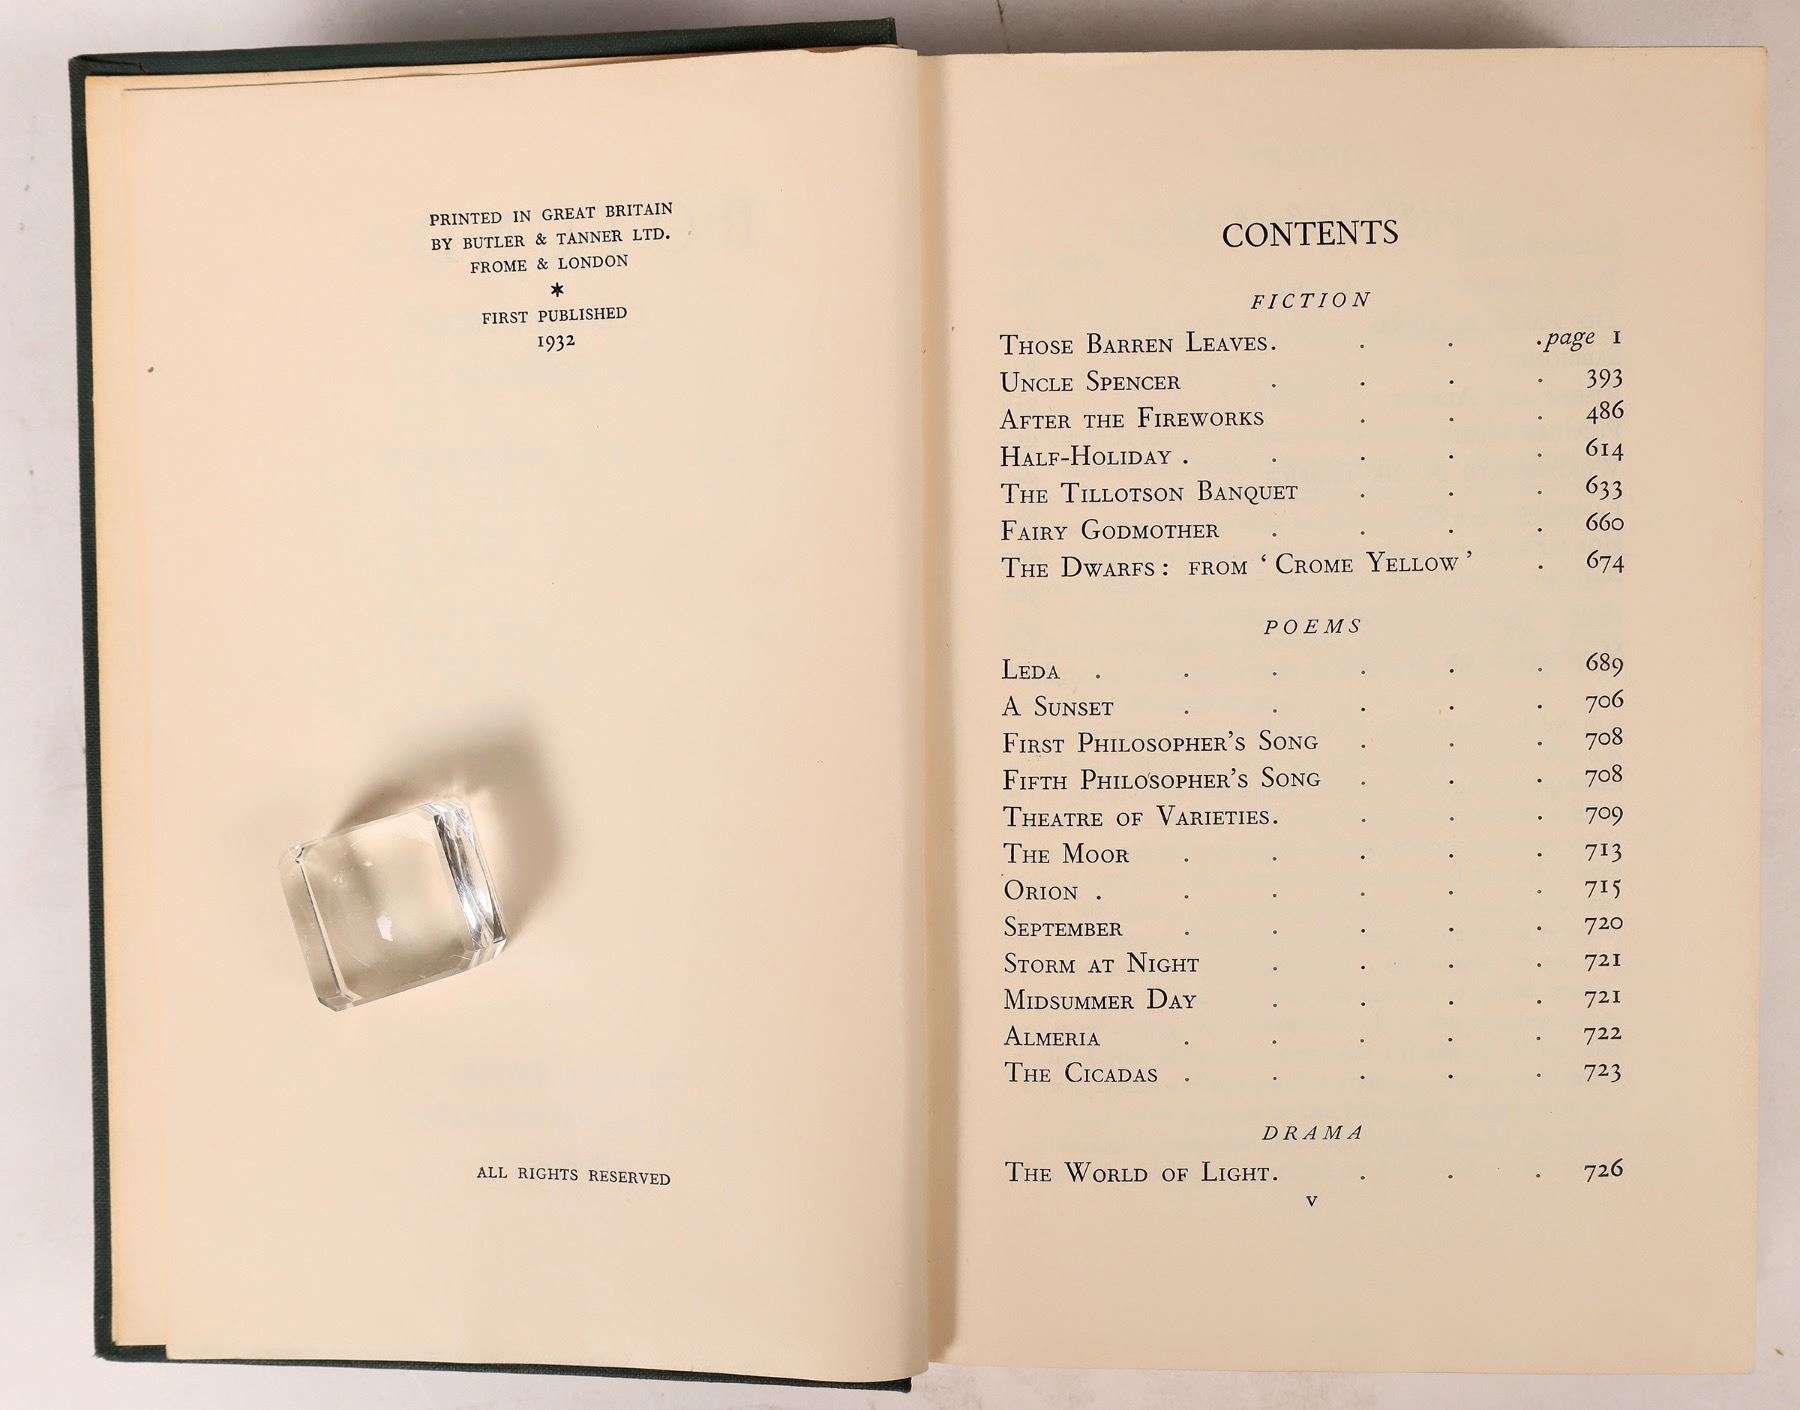 PRINTED IN GREAT BRITAIN
BY BUTLER & TANNER LTD.
FROME & LONDON
*
FIRST PUBLISHED
1932
ALL RIGHTS RESERVED
CONTENTS
FICTION
THOSE BARREN LEAVES. . . .page 1
UNCLE SPENCER . . . . 393
AFTER THE FIREWORKS . . . 486
HALF-HOLIDAY . . . . . 614
THE TILLOTSON BANQUET . . . 633
FAIRY GODMOTHER . . . . 660
THE DWARFS: FROM ‘CROME YELLOW’ . 674
POEMS
LEDA . . . . . . 689
A SUNSET . . . . . 706
FIRST PHILOSOPHER’S SONG . . . 708
FIFTH PHILOSOPHER’S SONG . . . 708
THEATRE OF VARIETIES. . . . 709
THE MOOR . . . . . 713
ORION . . . . . . 715
SEPTEMBER . . . . . 720
STORM AT NIGHT . . . . 721
MIDSUMMER DAY . . . . 721
ALMERIA . . . . . 722
THE CICADAS . . . . . 723
DRAMA
THE WORLD OF LIGHT. . . . 726
v